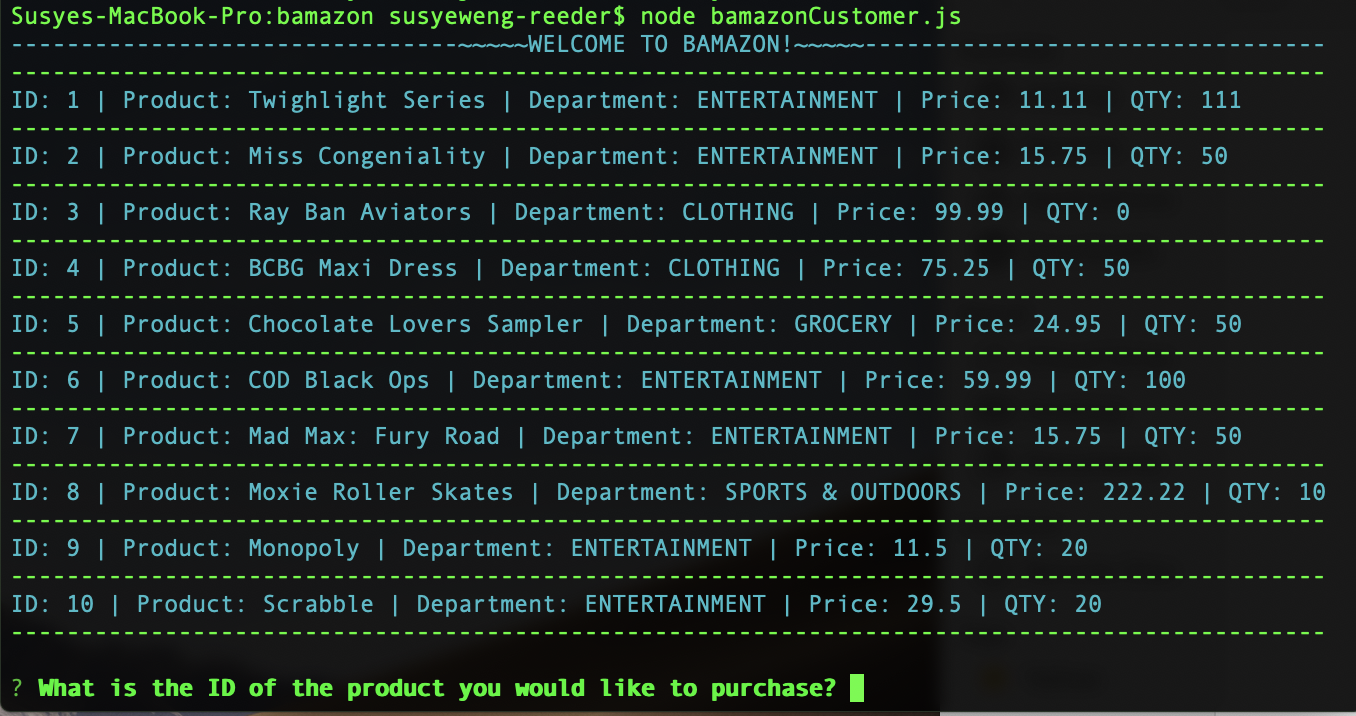 Susyes-MacBook-Pro:bamazon susyeweng-reeder$ node bamazonCustomer.js
--------------------------------~~~~~WELCOME TO BAMAZON!~~~~~---------------------------------
----------------------------------------------------------------------------------------------
ID: 1 | Product: Twighlight Series | Department: ENTERTAINMENT | Price: 11.11 | QTY: 111
----------------------------------------------------------------------------------------------
ID: 2 | Product: Miss Congeniality | Department: ENTERTAINMENT | Price: 15.75 | QTY: 50
----------------------------------------------------------------------------------------------
ID: 3 | Product: Ray Ban Aviators | Department: CLOTHING | Price: 99.99 | QTY: 0
----------------------------------------------------------------------------------------------
ID: 4 | Product: BCBG Maxi Dress | Department: CLOTHING | Price: 75.25 | QTY: 50
----------------------------------------------------------------------------------------------
ID: 5 | Product: Chocolate Lovers Sampler | Department: GROCERY | Price: 24.95 | QTY: 50
----------------------------------------------------------------------------------------------
ID: 6 | Product: COD Black Ops | Department: ENTERTAINMENT | Price: 59.99 | QTY: 100
----------------------------------------------------------------------------------------------
ID: 7 | Product: Mad Max: Fury Road | Department: ENTERTAINMENT | Price: 15.75 | QTY: 50
----------------------------------------------------------------------------------------------
ID: 8 | Product: Moxie Roller Skates | Department: SPORTS & OUTDOORS | Price: 222.22 | QTY: 10
----------------------------------------------------------------------------------------------
ID: 9 | Product: Monopoly | Department: ENTERTAINMENT | Price: 11.5 | QTY: 20
----------------------------------------------------------------------------------------------
ID: 10 | Product: Scrabble | Department: ENTERTAINMENT | Price: 29.5 | QTY: 20
----------------------------------------------------------------------------------------------
? What is the ID of the product you would like to purchase?